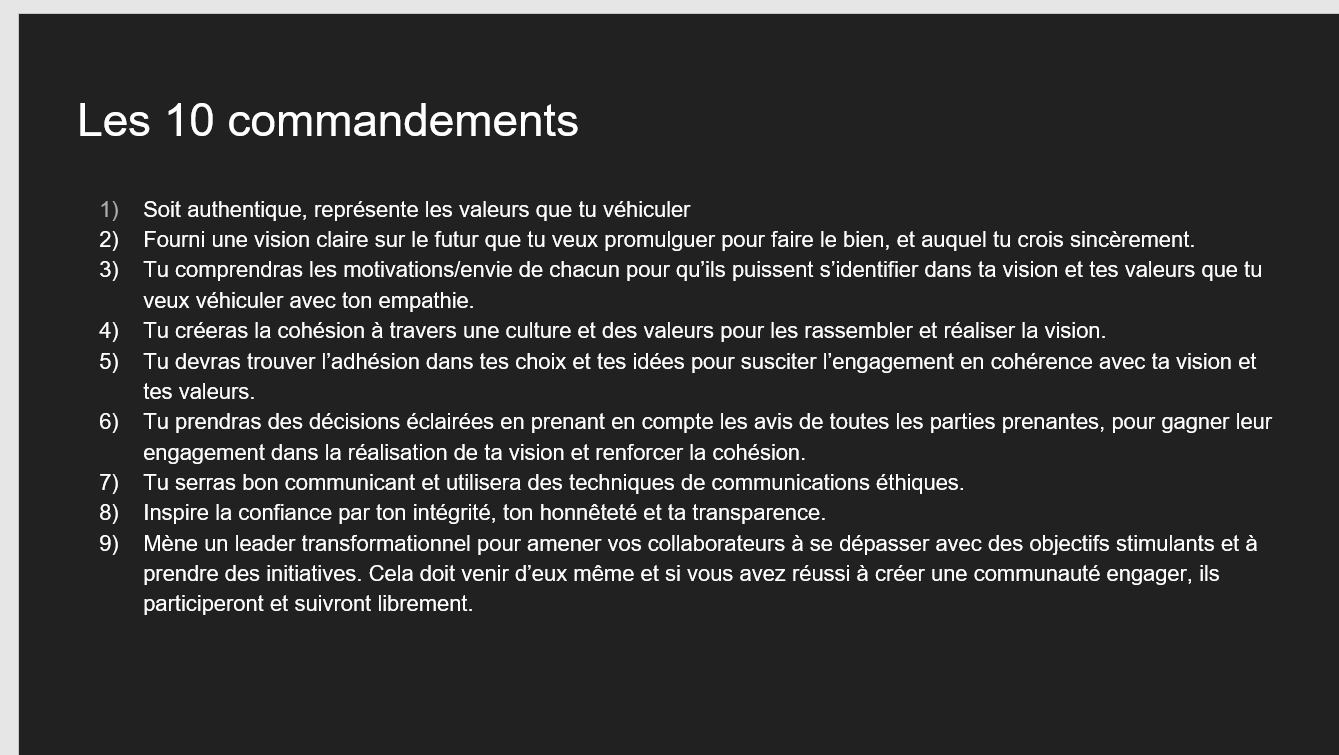 Les 10 commandements
1) Soit authentique, représente les valeurs que tu véhiculer
2) Fourni une vision claire sur le futur que tu veux promulguer pour faire le bien, et auquel tu crois sincèrement.
3) Tu comprendras les motivations/envie de chacun pour qu’ils puissent s’identifier dans ta vision et tes valeurs que tu
veux véhiculer avec ton empathie.
4) Tu créeras la cohésion à travers une culture et des valeurs pour les rassembler et réaliser la vision.
5) Tu devras trouver l’adhésion dans tes choix et tes idées pour susciter l’engagement en cohérence avec ta vision et
tes valeurs.
6) Tu prendras des décisions éclairées en prenant en compte les avis de toutes les parties prenantes, pour gagner leur
engagement dans la réalisation de ta vision et renforcer la cohésion.
7) Tu serras bon communicant et utilisera des techniques de communications éthiques.
8) Inspire la confiance par ton intégrité, ton honnêteté et ta transparence.
9) Mène un leader transformationnel pour amener vos collaborateurs à se dépasser avec des objectifs stimulants et à
prendre des initiatives. Cela doit venir d’eux même et si vous avez réussi à créer une communauté engager, ils
participeront et suivront librement.